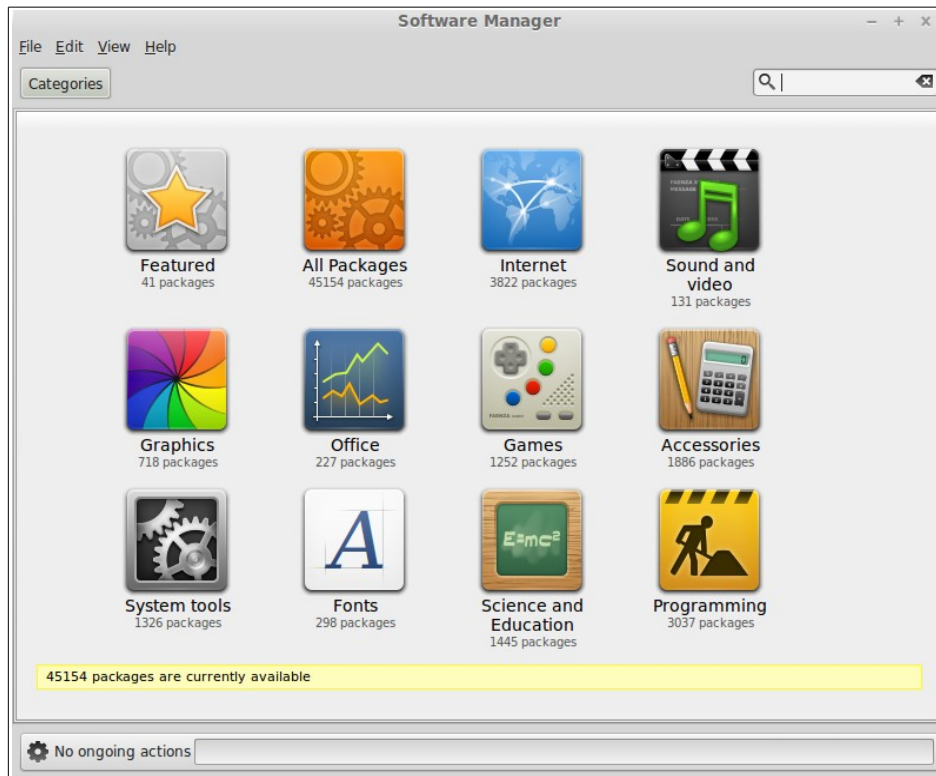 Software Manager
File Edit View Help
Categories
Featured
41 packages
All Packages
45154 packages
Internet
3822 packages
Sound and
video
131 packages
Graphics
718 packages
Office
227 packages
Games
1252 packages
Accessories
1886 packages
System tools
1326 packages
Fonts
298 packages
Science and
Education
1445 packages
Programming
3037 packages
A
E=mc²
45154 packages are currently available
No ongoing actions